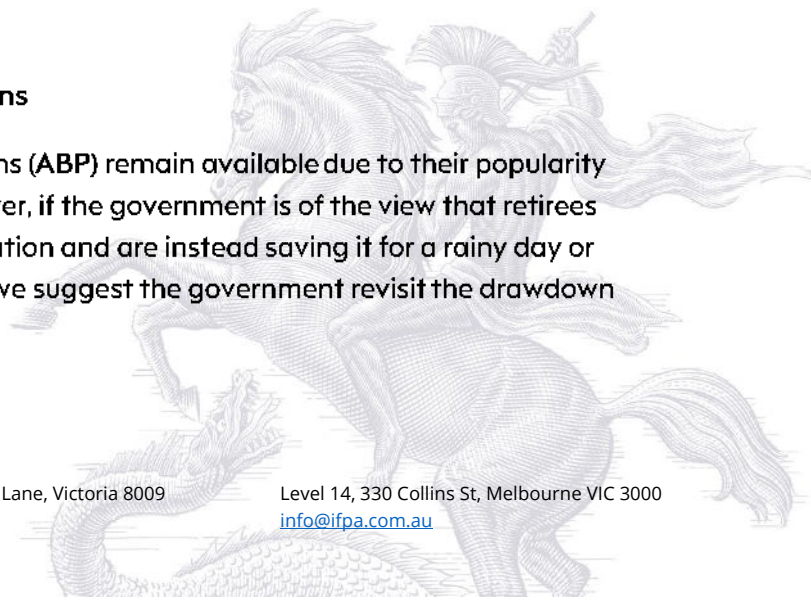 ns
ns (ABP) remain available due to their popularity
er, if the government is of the view that retirees
ation and are instead saving it for a rainy day or
we suggest the government revisit the drawdown
Lane, Victoria 8009
Level 14, 330 Collins St, Melbourne VIC 3000
info@ifpa.com.au